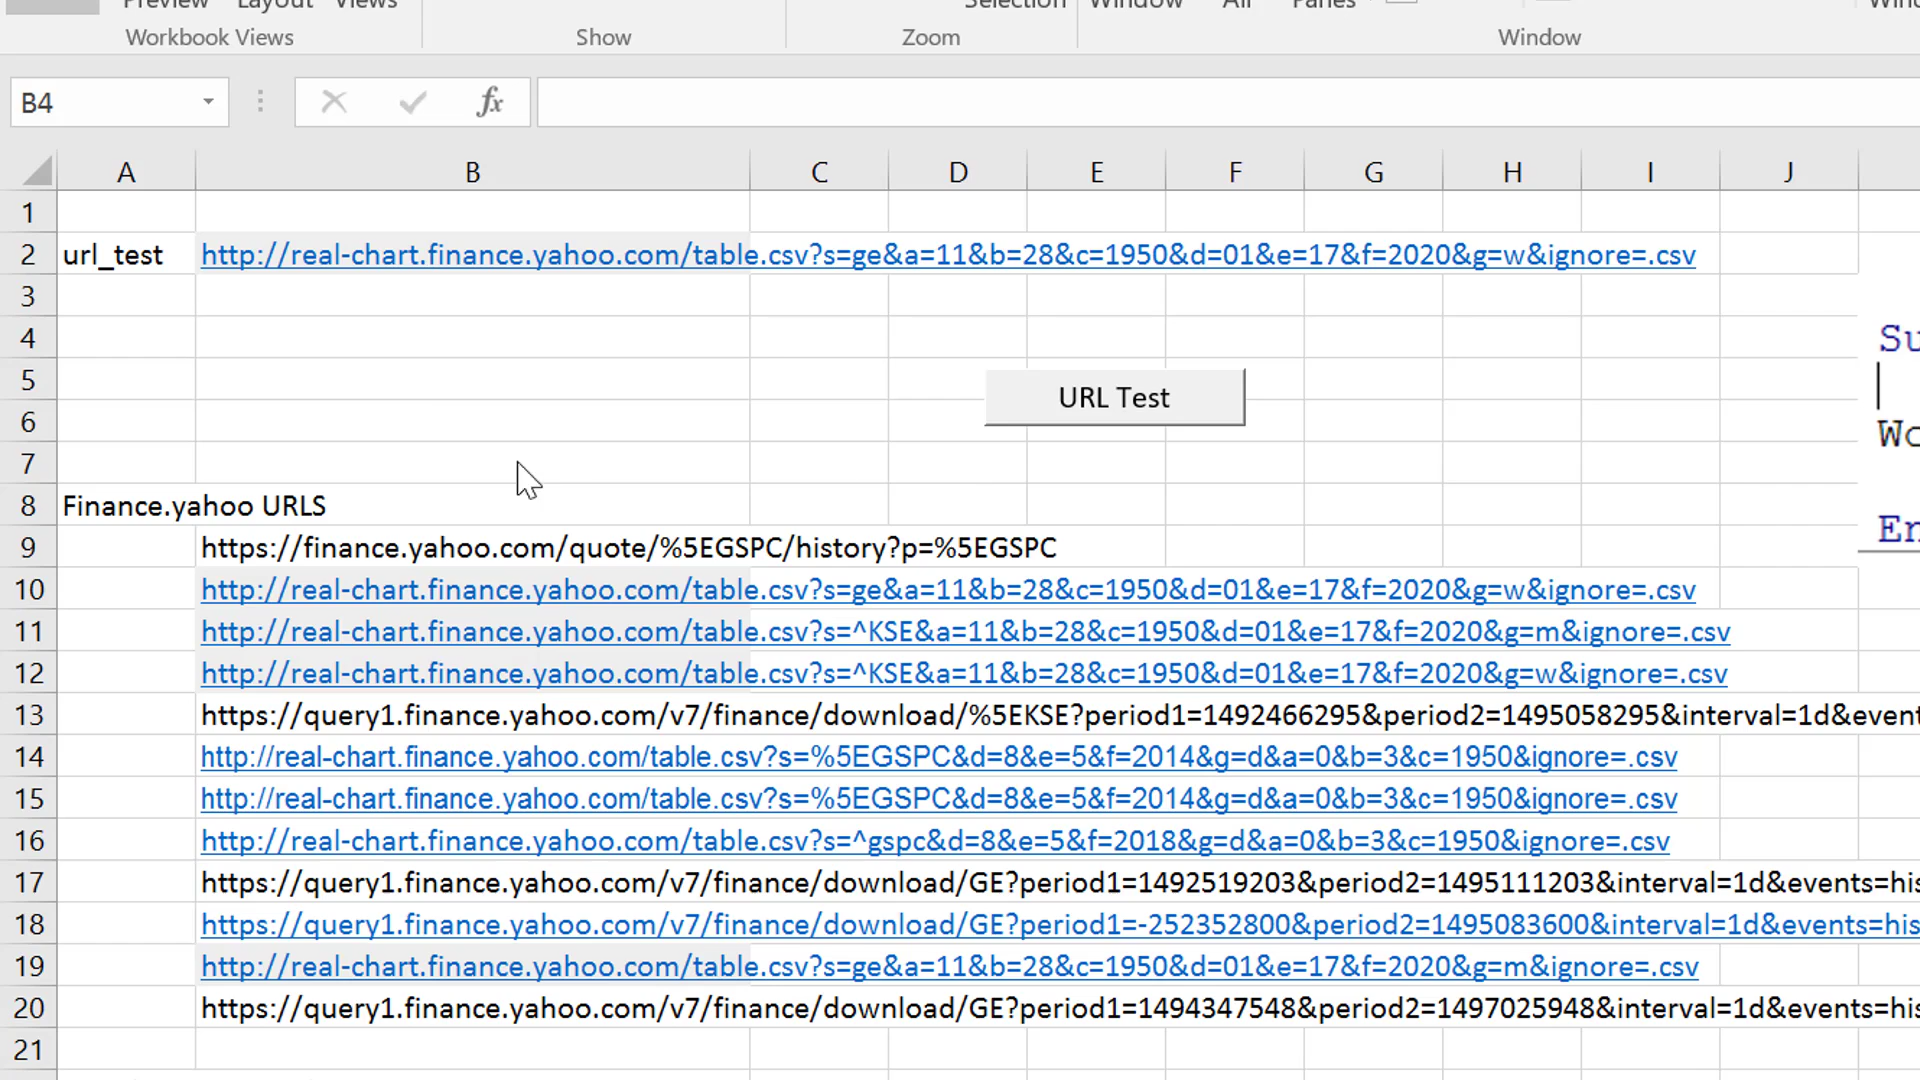 Preview Layout Views Selection Window All Panes
Workbook Views Show Zoom Window
B4 fx
A B C D E F G H I J
1
2 url_test http://real-chart.finance.yahoo.com/table.csv?s=ge&a=11&b=28&c=1950&d=01&e=17&f=2020&g=w&ignore=.csv
3
4
5 URL Test
6
7
8 Finance.yahoo URLS
9 https://finance.yahoo.com/quote/%5EGSPC/history?p=%5EGSPC
10 http://real-chart.finance.yahoo.com/table.csv?s=ge&a=11&b=28&c=1950&d=01&e=17&f=2020&g=w&ignore=.csv
11 http://real-chart.finance.yahoo.com/table.csv?s=^KSE&a=11&b=28&c=1950&d=01&e=17&f=2020&g=m&ignore=.csv
12 http://real-chart.finance.yahoo.com/table.csv?s=^KSE&a=11&b=28&c=1950&d=01&e=17&f=2020&g=w&ignore=.csv
13 https://query1.finance.yahoo.com/v7/finance/download/%5EKSE?period1=1492466295&period2=1495058295&interval=1d&event
14 http://real-chart.finance.yahoo.com/table.csv?s=%5EGSPC&d=8&e=5&f=2014&g=d&a=0&b=3&c=1950&ignore=.csv
15 http://real-chart.finance.yahoo.com/table.csv?s=%5EGSPC&d=8&e=5&f=2014&g=d&a=0&b=3&c=1950&ignore=.csv
16 http://real-chart.finance.yahoo.com/table.csv?s=^gspc&d=8&e=5&f=2018&g=d&a=0&b=3&c=1950&ignore=.csv
17 https://query1.finance.yahoo.com/v7/finance/download/GE?period1=1492519203&period2=1495111203&interval=1d&events=his
18 https://query1.finance.yahoo.com/v7/finance/download/GE?period1=-252352800&period2=1495083600&interval=1d&events=his
19 http://real-chart.finance.yahoo.com/table.csv?s=ge&a=11&b=28&c=1950&d=01&e=17&f=2020&g=m&ignore=.csv
20 https://query1.finance.yahoo.com/v7/finance/download/GE?period1=1494347548&period2=1497025948&interval=1d&events=his
21